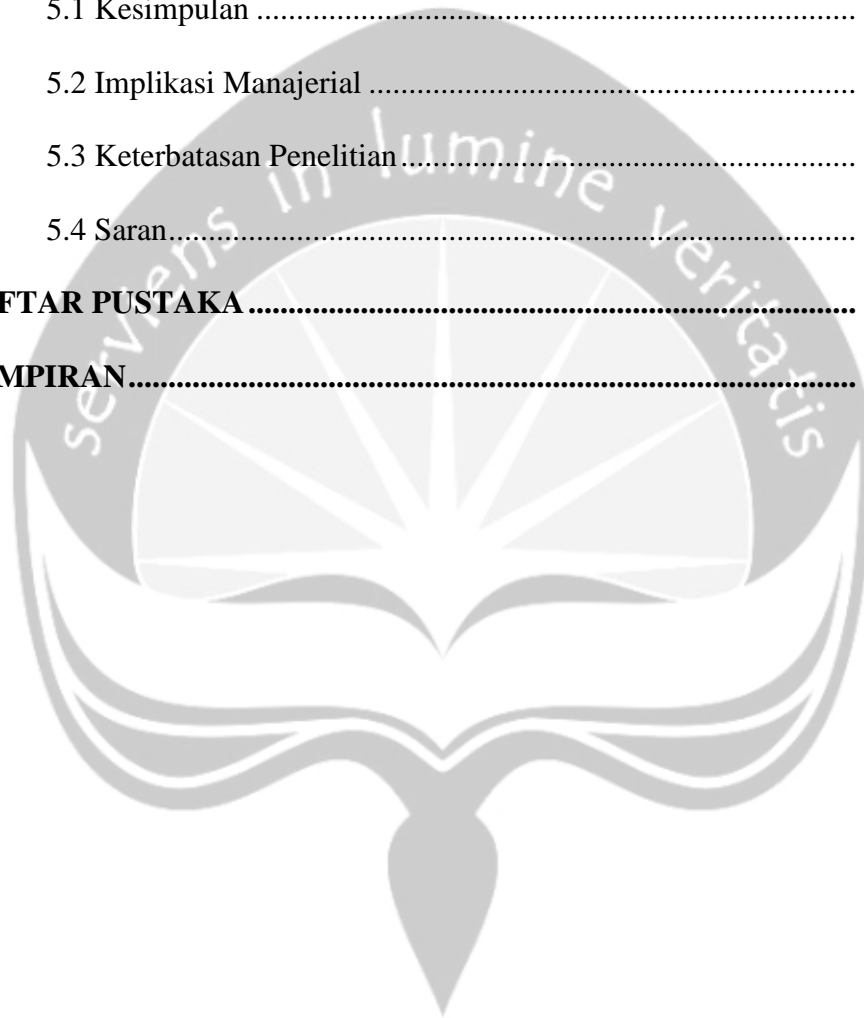 5.1 Kesimpulan ...........................................................................
5.2 Implikasi Manajerial .............................................................
5.3 Keterbatasan Penelitian .........................................................
5.4 Saran......................................................................................
FTAR PUSTAKA ............................................................................
MPIRAN...........................................................................................
serviens in lumine veritatis